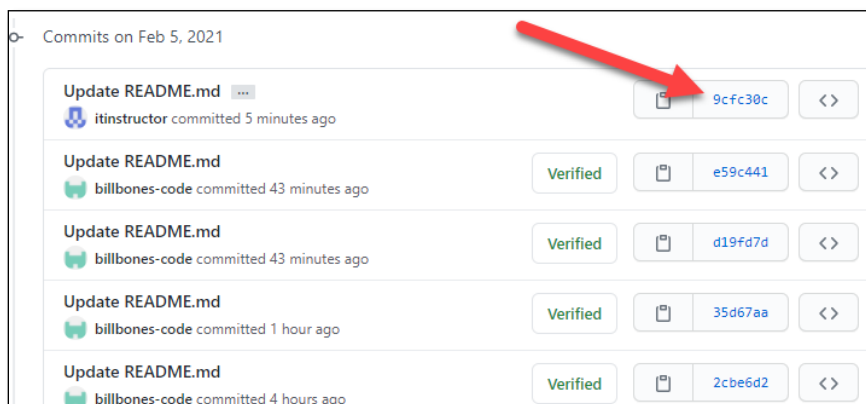 Commits on Feb 5, 2021
Update README.md ...
itinstructor committed 5 minutes ago
9cfc30c
Update README.md
billbones-code committed 43 minutes ago
Verified
e59c441
Update README.md
billbones-code committed 43 minutes ago
Verified
d19fd7d
Update README.md
billbones-code committed 1 hour ago
Verified
35d67aa
Update README.md
billbones-code committed 4 hours ago
Verified
2cbe6d2